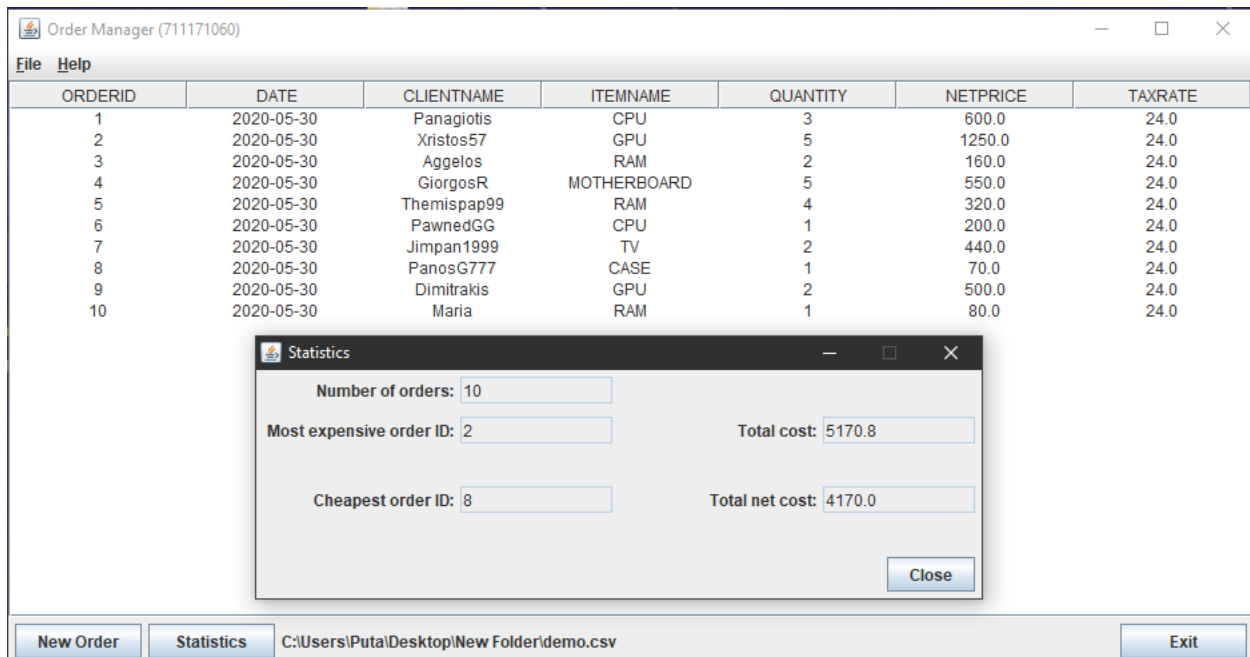 Order Manager (711171060)
File Help
ORDERID DATE CLIENTNAME ITEMNAME QUANTITY NETPRICE TAXRATE
1 2020-05-30 Panagiotis CPU 3 600.0 24.0
2 2020-05-30 Xristos57 GPU 5 1250.0 24.0
3 2020-05-30 Aggelos RAM 2 160.0 24.0
4 2020-05-30 GiorgosR MOTHERBOARD 5 550.0 24.0
5 2020-05-30 Themispap99 RAM 4 320.0 24.0
6 2020-05-30 PawnedGG CPU 1 200.0 24.0
7 2020-05-30 Jimpan1999 TV 2 440.0 24.0
8 2020-05-30 PanosG777 CASE 1 70.0 24.0
9 2020-05-30 Dimitrakis GPU 2 500.0 24.0
10 2020-05-30 Maria RAM 1 80.0 24.0
Statistics
Number of orders: 10
Most expensive order ID: 2 Total cost: 5170.8
Cheapest order ID: 8 Total net cost: 4170.0
Close
New Order Statistics C:\Users\Puta\Desktop\New Folder\demo.csv Exit